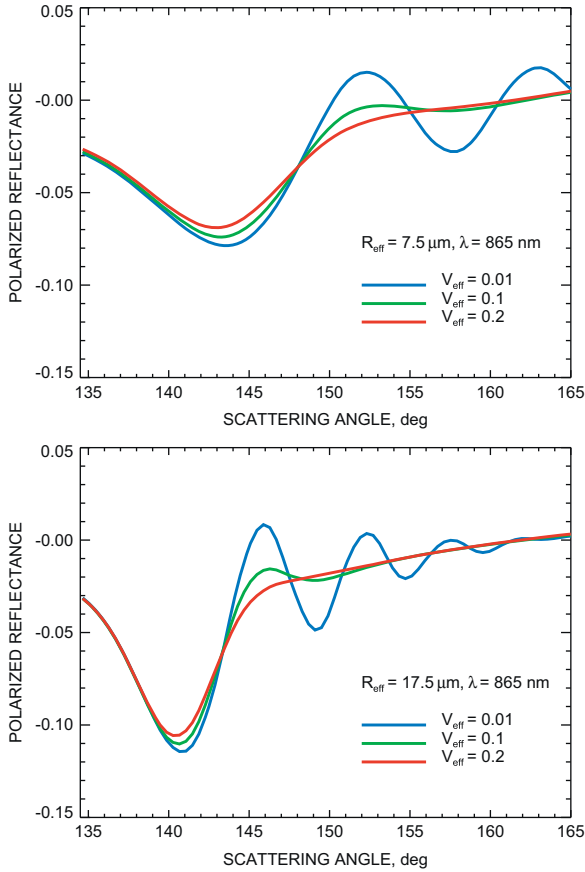 0.05
-0.00
-0.05
-0.10
-0.15
POLARIZED REFLECTANCE
R_eff = 7.5 µm, λ = 865 nm
V_eff = 0.01
V_eff = 0.1
V_eff = 0.2
135 140 145 150 155 160 165
SCATTERING ANGLE, deg
0.05
-0.00
-0.05
-0.10
-0.15
POLARIZED REFLECTANCE
R_eff = 17.5 µm, λ = 865 nm
V_eff = 0.01
V_eff = 0.1
V_eff = 0.2
135 140 145 150 155 160 165
SCATTERING ANGLE, deg